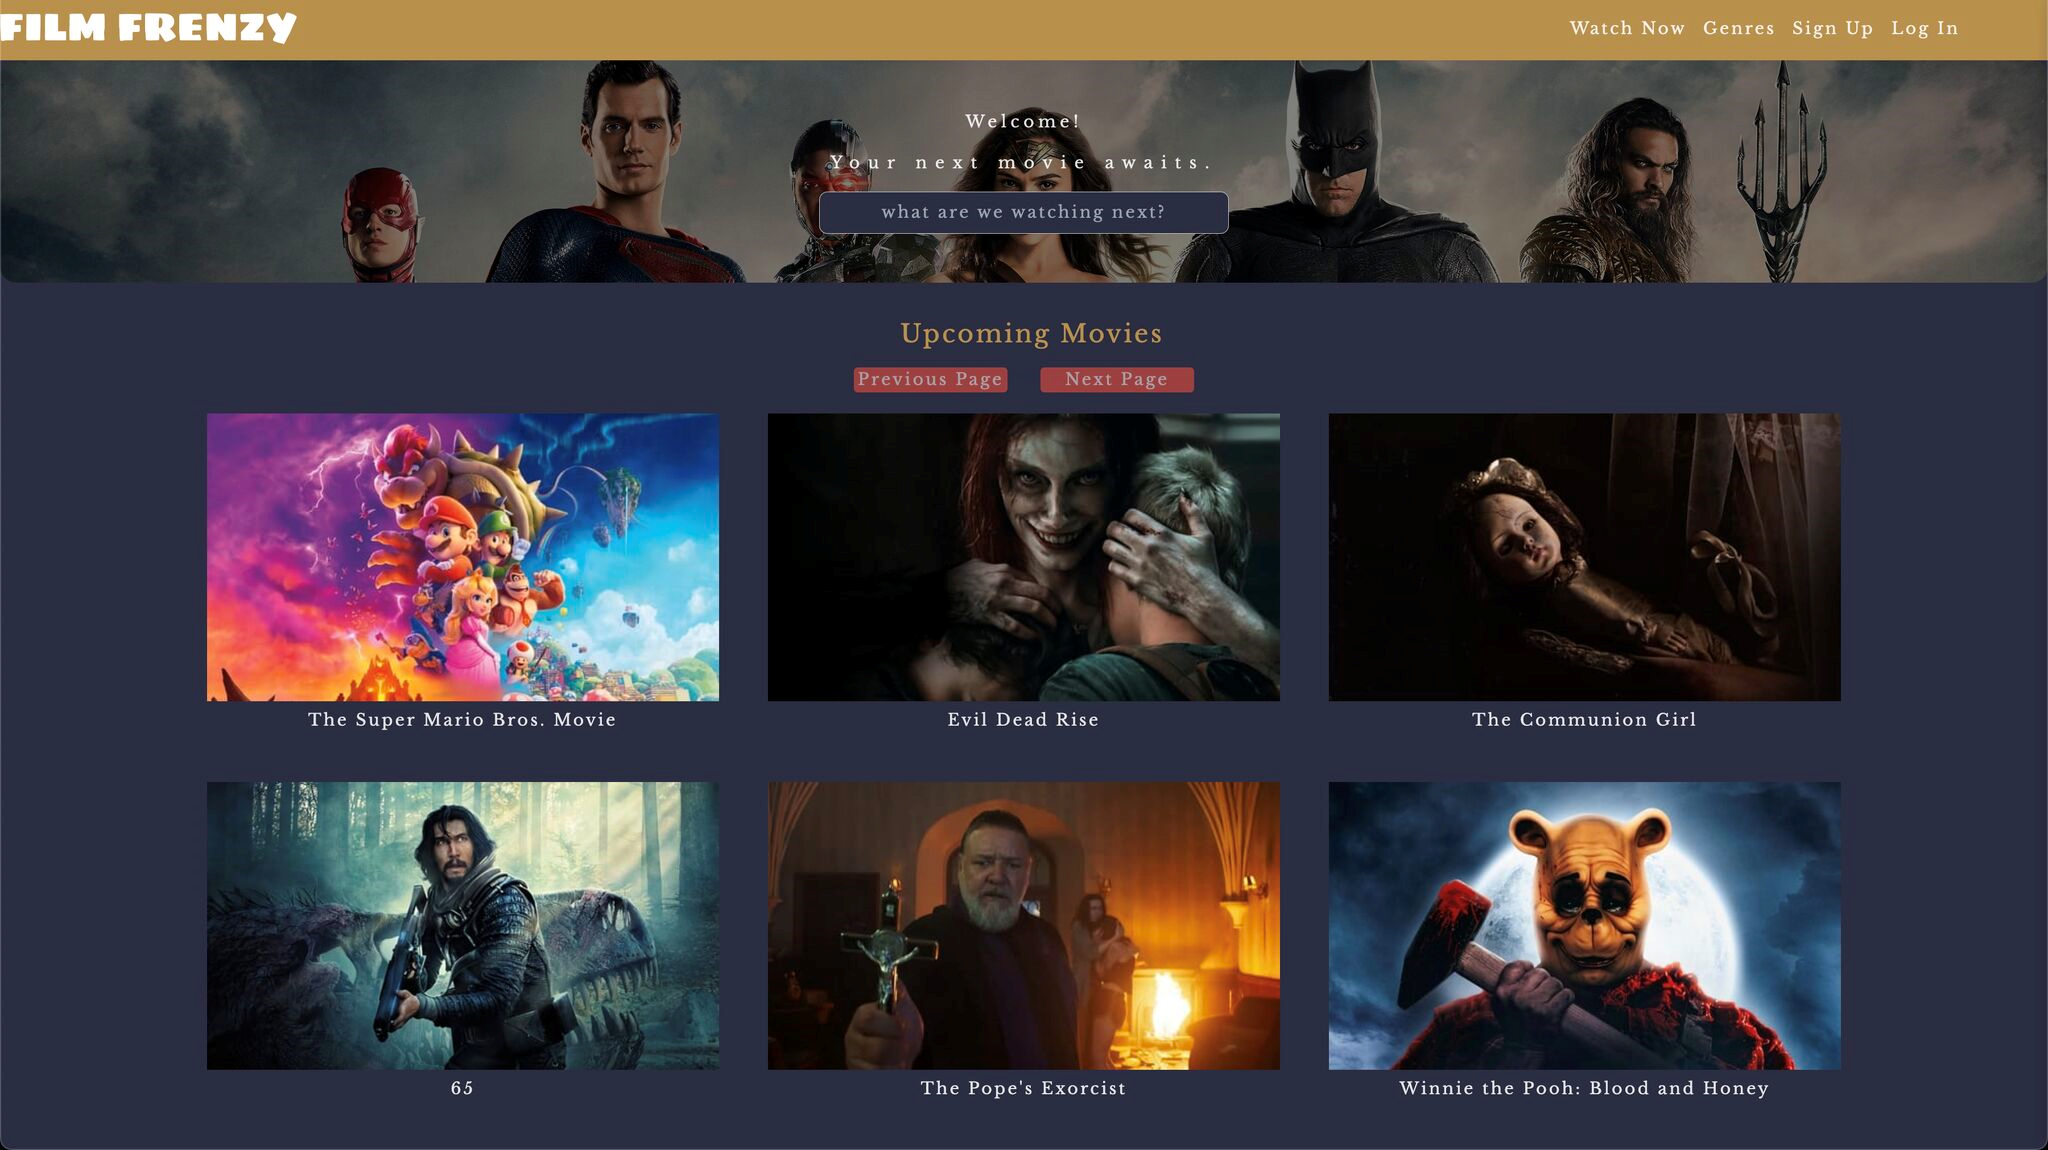 FILM FRENZY
Watch Now Genres Sign Up Log In
Welcome!
Your next movie awaits.
what are we watching next?
Upcoming Movies
Previous Page Next Page
The Super Mario Bros. Movie Evil Dead Rise The Communion Girl
65 The Pope's Exorcist Winnie the Pooh: Blood and Honey